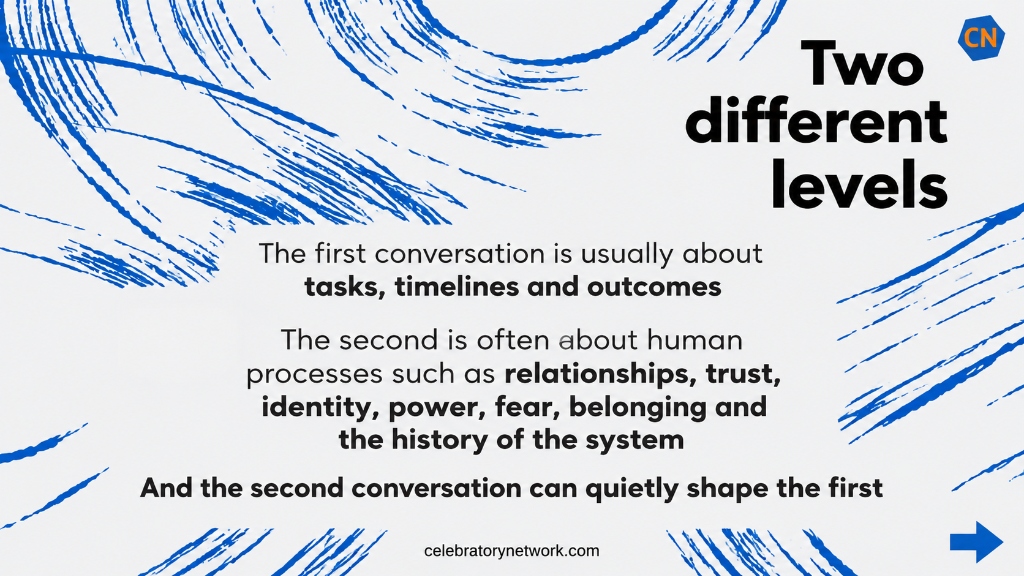 CN
Two
different
levels
The first conversation is usually about
tasks, timelines and outcomes
The second is often about human
processes such as relationships, trust,
identity, power, fear, belonging and
the history of the system
And the second conversation can quietly shape the first
celebratorynetwork.com